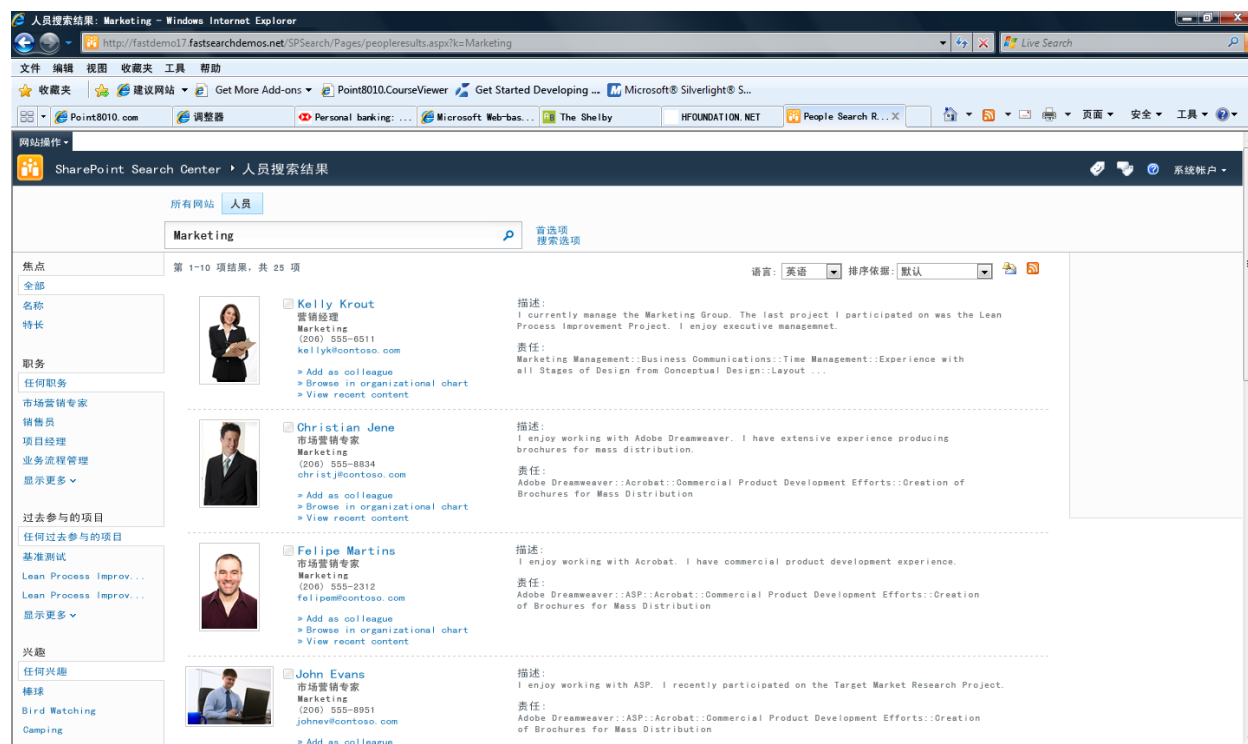 人员搜索结果: Marketing - Windows Internet Explorer
http://fastdemo17.fastsearchdemos.net/SPSearch/Pages/peopleresults.aspx?k=Marketing
Live Search
文件 编辑 视图 收藏夹 工具 帮助
收藏夹 建议网站 Get More Add-ons Point8010.CourseViewer Get Started Developing ... Microsoft® Silverlight® S...
Point8010.com 调整器 Personal banking: ... Microsoft Web-bas... The Shelby HFOUNDATION.NET People Search R... X 页面 安全 工具
网站操作
SharePoint Search Center 人员搜索结果 系统帐户
所有网站 人员
Marketing
首选项
搜索选项
焦点
全部
名称
特长
职务
任何职务
市场营销专家
销售员
项目经理
业务流程管理
显示更多
过去参与的项目
任何过去参与的项目
基准测试
Lean Process Improv...
Lean Process Improv...
显示更多
兴趣
任何兴趣
棒球
Bird Watching
Camping
第 1-10 项结果，共 25 项
语言: 英语 排序依据: 默认
Kelly Krout
营销经理
Marketing
(206) 555-6511
kellyk@contoso.com
» Add as colleague
» Browse in organizational chart
» View recent content
描述:
I currently manage the Marketing Group. The last project I participated on was the Lean
Process Improvement Project. I enjoy executive managemnet.
责任:
Marketing Management::Business Communications::Time Management::Experience with
all Stages of Design from Conceptual Design::Layout ...
Christian Jene
市场营销专家
Marketing
(206) 555-8834
christj@contoso.com
» Add as colleague
» Browse in organizational chart
» View recent content
描述:
I enjoy working with Adobe Dreamweaver. I have extensive experience producing
brochures for mass distribution.
责任:
Adobe Dreamweaver::Acrobat::Commercial Product Development Efforts::Creation of
Brochures for Mass Distribution
Felipe Martins
市场营销专家
Marketing
(206) 555-2312
felipem@contoso.com
» Add as colleague
» Browse in organizational chart
» View recent content
描述:
I enjoy working with Acrobat. I have commercial product development experience.
责任:
Adobe Dreamweaver::ASP::Acrobat::Commercial Product Development Efforts::Creation
of Brochures for Mass Distribution
John Evans
市场营销专家
Marketing
(206) 555-8951
johnev@contoso.com
» Add as colleague
描述:
I enjoy working with ASP. I recently participated on the Target Market Research Project.
责任:
Adobe Dreamweaver::ASP::Acrobat::Commercial Product Development Efforts::Creation
of Brochures for Mass Distribution